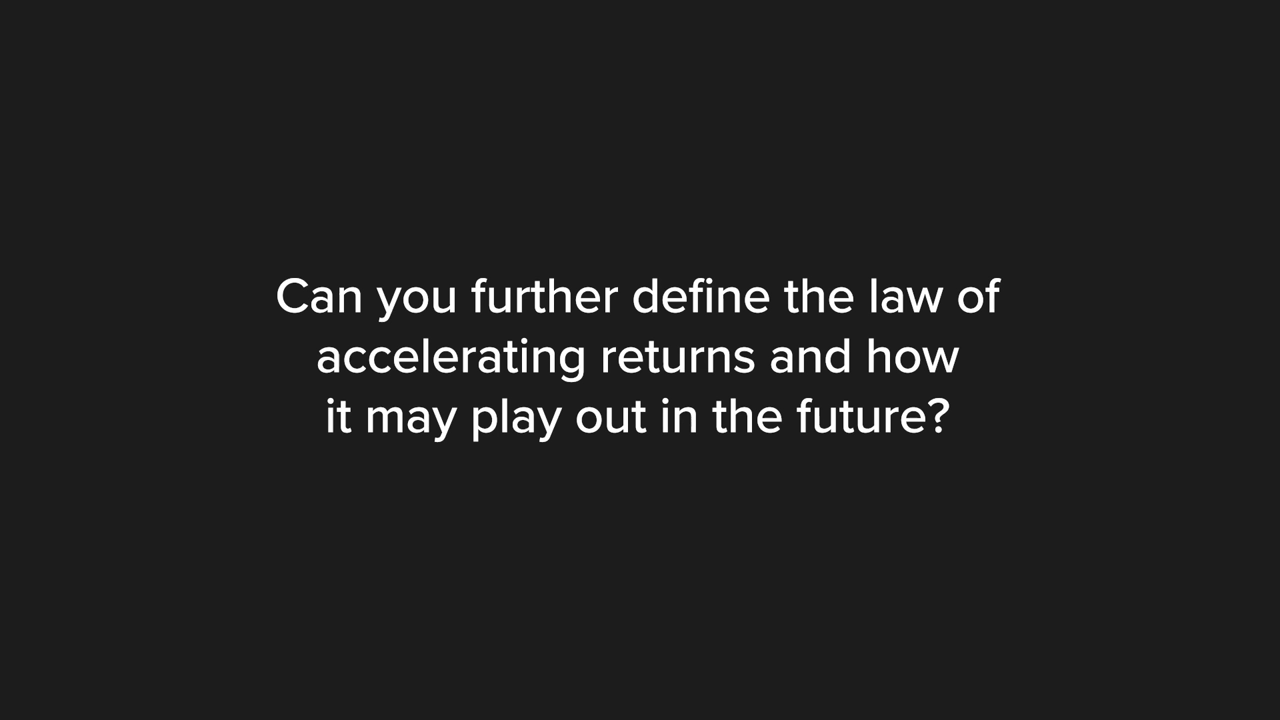 Can you further define the law of
accelerating returns and how
it may play out in the future?